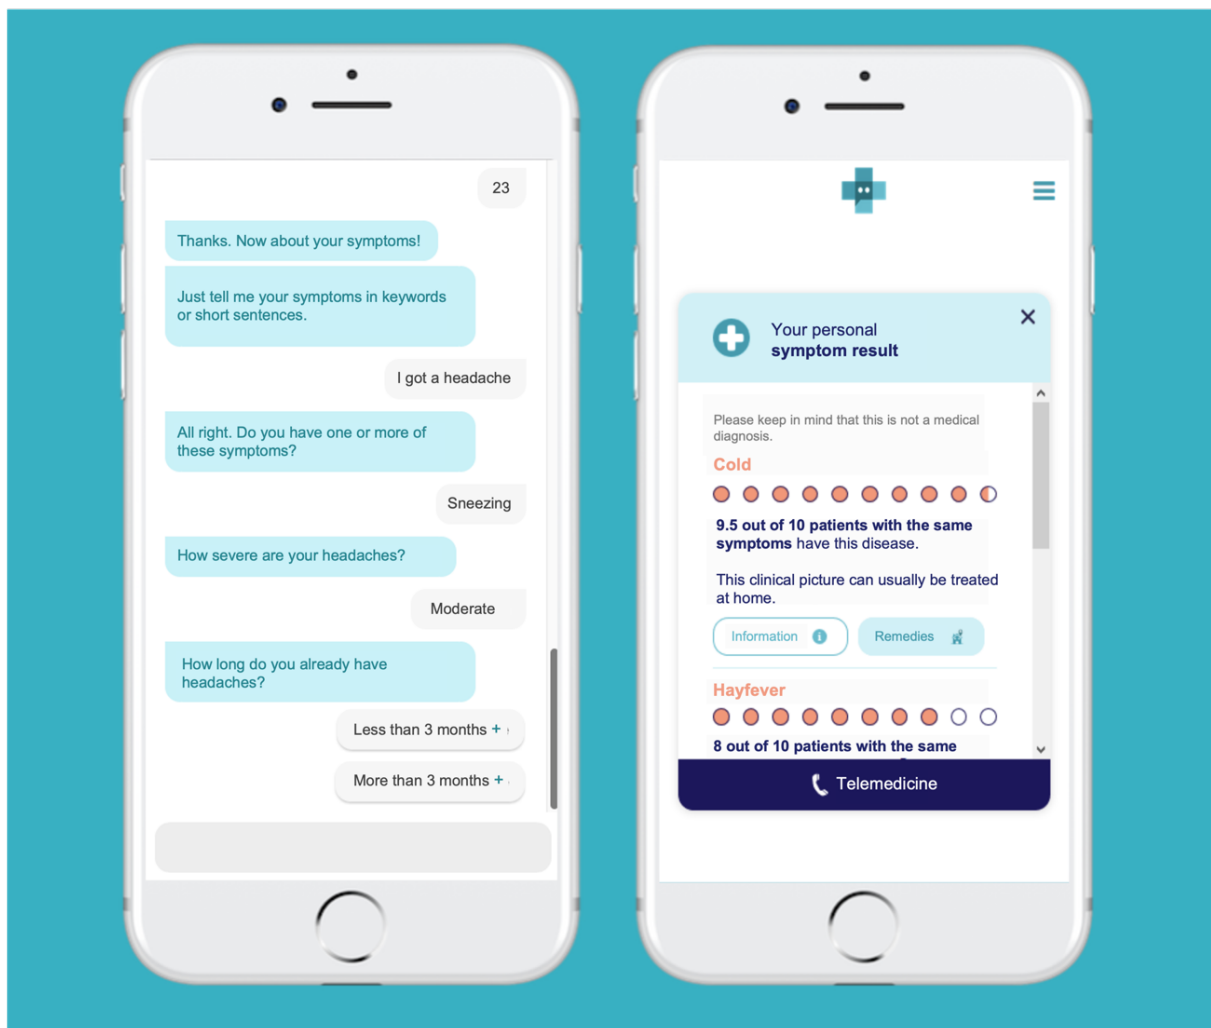 23
Thanks. Now about your symptoms!
Just tell me your symptoms in keywords
or short sentences.
I got a headache
All right. Do you have one or more of
these symptoms?
Sneezing
How severe are your headaches?
Moderate
How long do you already have
headaches?
Less than 3 months +
More than 3 months +
Your personal
symptom result
Please keep in mind that this is not a medical
diagnosis.
Cold
9.5 out of 10 patients with the same
symptoms have this disease.
This clinical picture can usually be treated
at home.
Information
Remedies
Hayfever
8 out of 10 patients with the same
Telemedicine